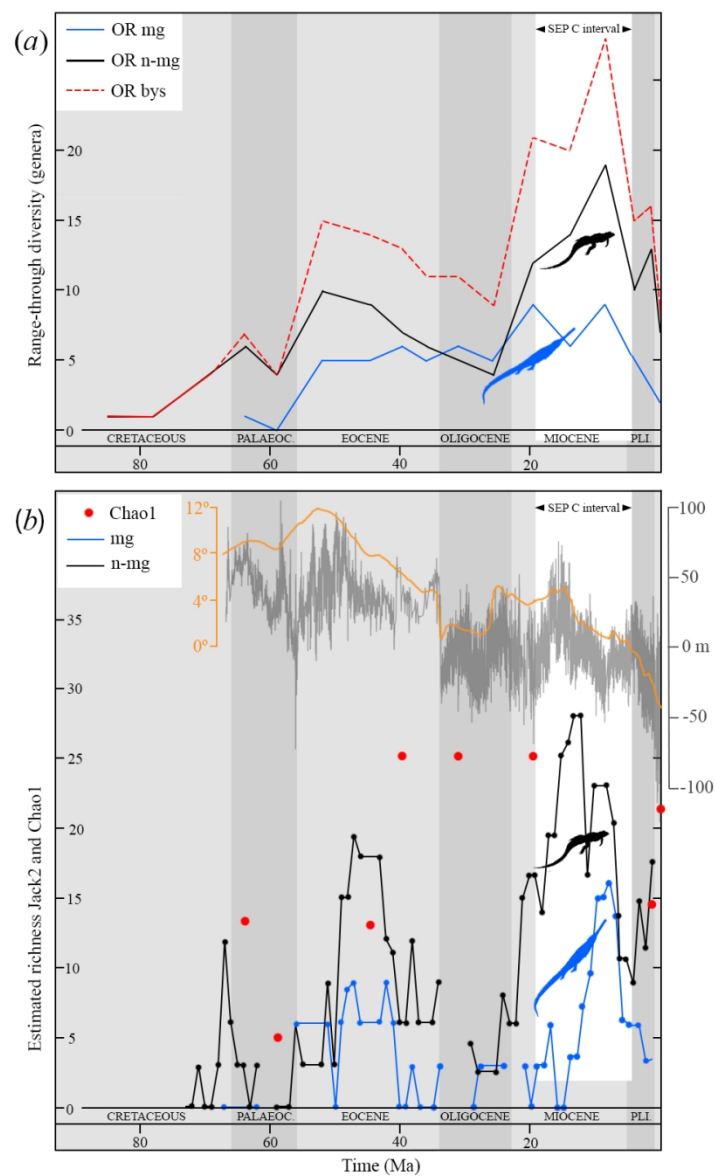 (a)
OR mg
OR n-mg
OR bys
SEP C interval
Range-through diversity (genera)
20
15
10
5
0
CRETACEOUS PALAEOC. EOCENE OLIGOCENE MIOCENE PLI.
80 60 40 20
(b)
Chao1
mg
n-mg
SEP C interval
12º
8º
4º
0º
100
50
0 m
-50
-100
Estimated richness Jack2 and Chao1
35
30
25
20
15
10
5
0
CRETACEOUS PALAEOC. EOCENE OLIGOCENE MIOCENE PLI.
80 60 40 20
Time (Ma)